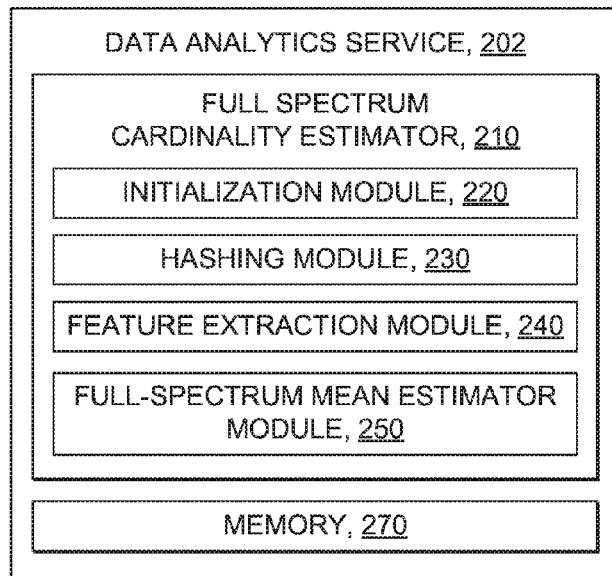 DATA ANALYTICS SERVICE, 202
FULL SPECTRUM
CARDINALITY ESTIMATOR, 210
INITIALIZATION MODULE, 220
HASHING MODULE, 230
FEATURE EXTRACTION MODULE, 240
FULL-SPECTRUM MEAN ESTIMATOR
MODULE, 250
MEMORY, 270